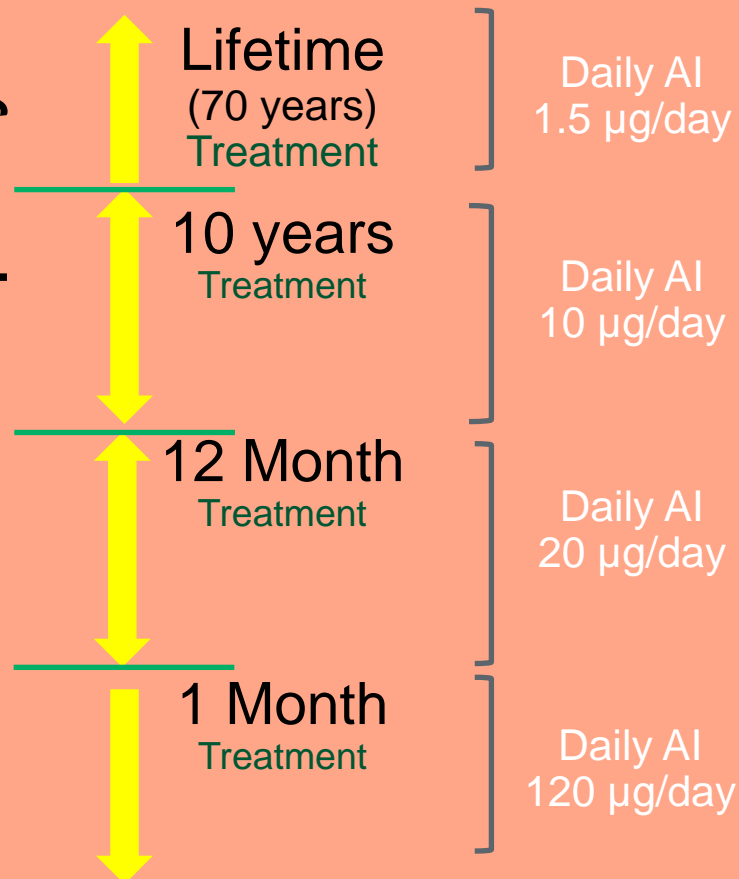 Lifetime
(70 years)
Treatment
Daily AI
1.5 µg/day
10 years
Treatment
Daily AI
10 µg/day
12 Month
Treatment
Daily AI
20 µg/day
1 Month
Treatment
Daily AI
120 µg/day